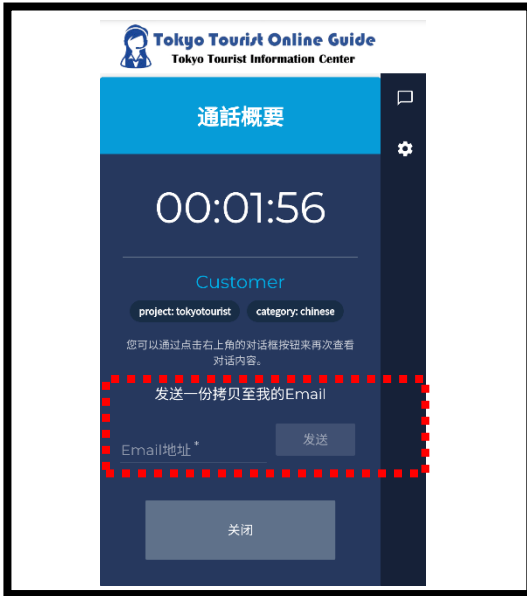 Tokyo Tourist Online Guide
Tokyo Tourist Information Center
通話概要
00:01:56
Customer
project: tokyotourist category: chinese
您可以通过点击右上角的对话框按钮来再次查看
对话内容。
发送一份拷贝至我的Email
Email地址 *
发送
关闭